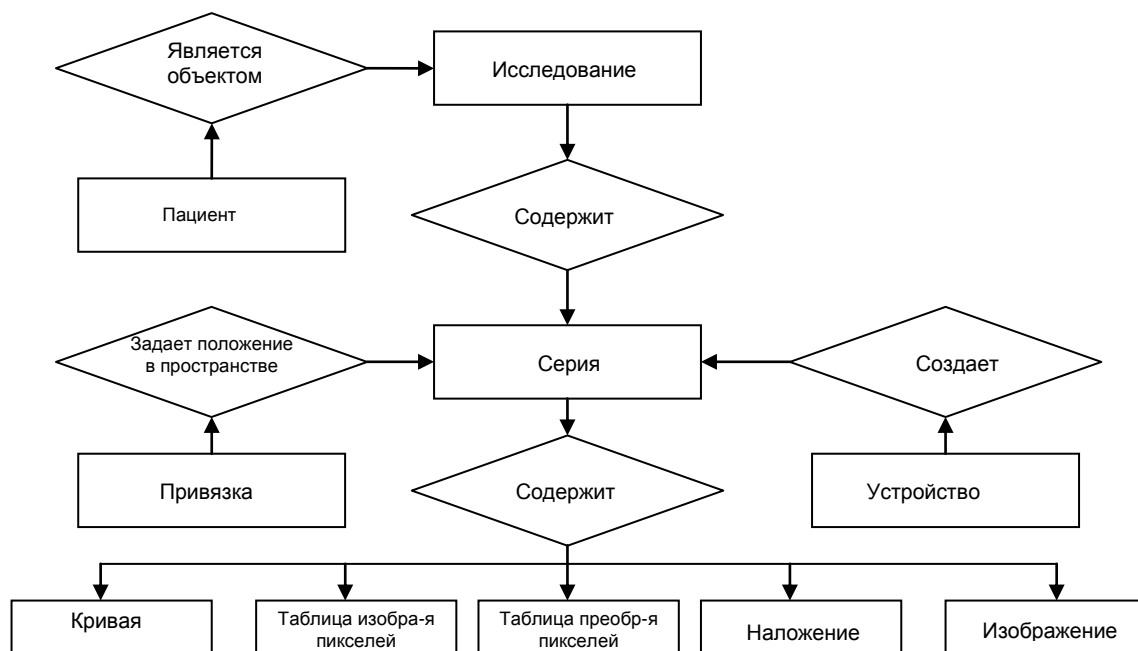 Является
объектом
Исследование
Пациент
Содержит
Задает положение
в пространстве
Серия
Создает
Привязка
Содержит
Устройство
Кривая
Таблица изобра-я
пикселей
Таблица преобр-я
пикселей
Наложение
Изображение